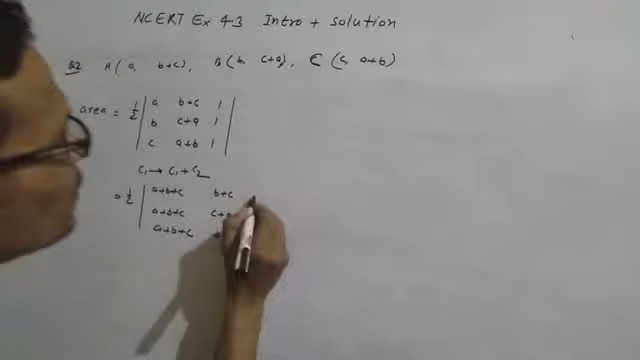 NCERT Ex 4.3 Intro + solution
Q2 A(a, b+c), B(b, c+a), C(c, a+b)
area = 1/2 | a b+c 1 |
b c+a 1
c a+b 1
C₁ → C₁ + C₂
= 1/2 | a+b+c b+c
a+b+c
a+b+c